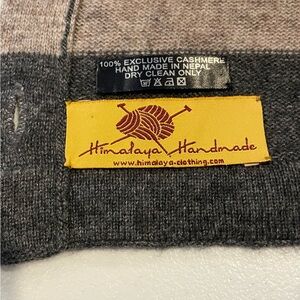 100% EXCLUSIVE CASHMERE
HAND MADE IN NEPAL
DRY CLEAN ONLY
Himalaya Handmade
www.himalaya-clothing.com